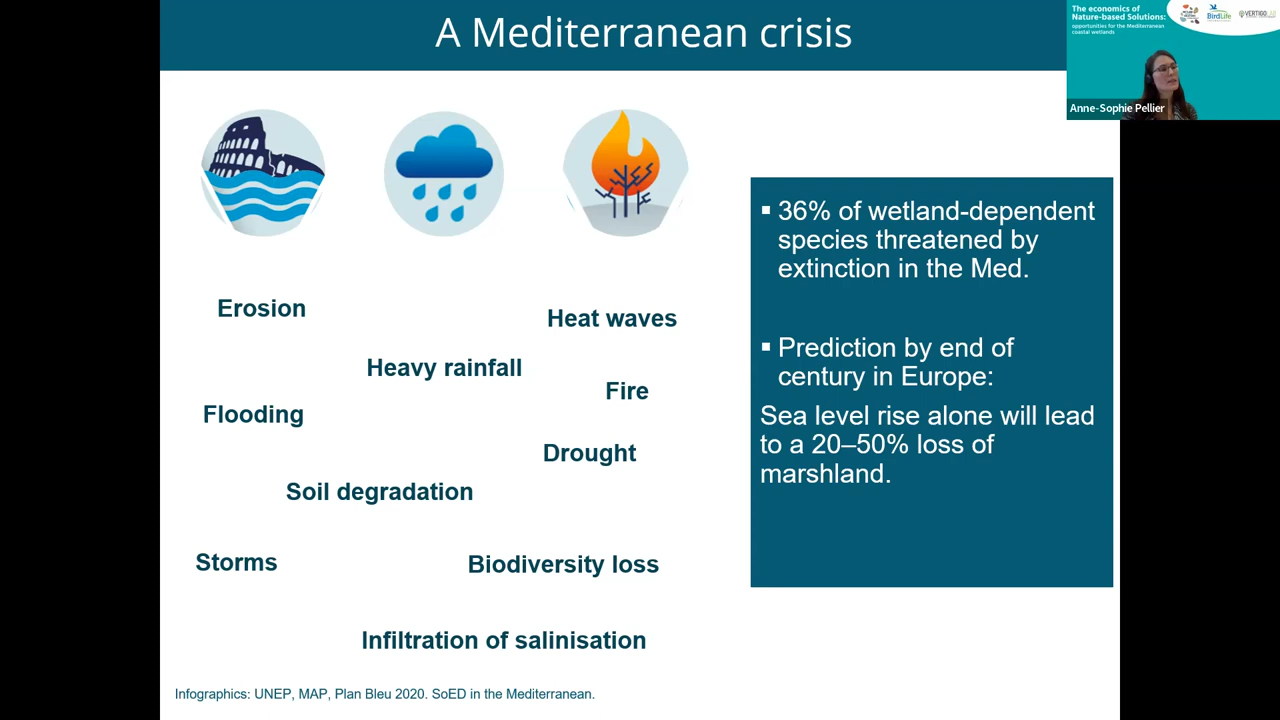 A Mediterranean crisis
The economics of
Nature-based Solutions:
opportunities for the Mediterranean
coastal wetlands
BirdLife
VERTIGO LAB
Anne-Sophie Pellier
Erosion
Heat waves
Heavy rainfall
Fire
Flooding
Drought
Soil degradation
Storms
Biodiversity loss
Infiltration of salinisation
▪ 36% of wetland-dependent
species threatened by
extinction in the Med.
▪ Prediction by end of
century in Europe:
Sea level rise alone will lead
to a 20–50% loss of
marshland.
Infographics: UNEP, MAP, Plan Bleu 2020. SoED in the Mediterranean.